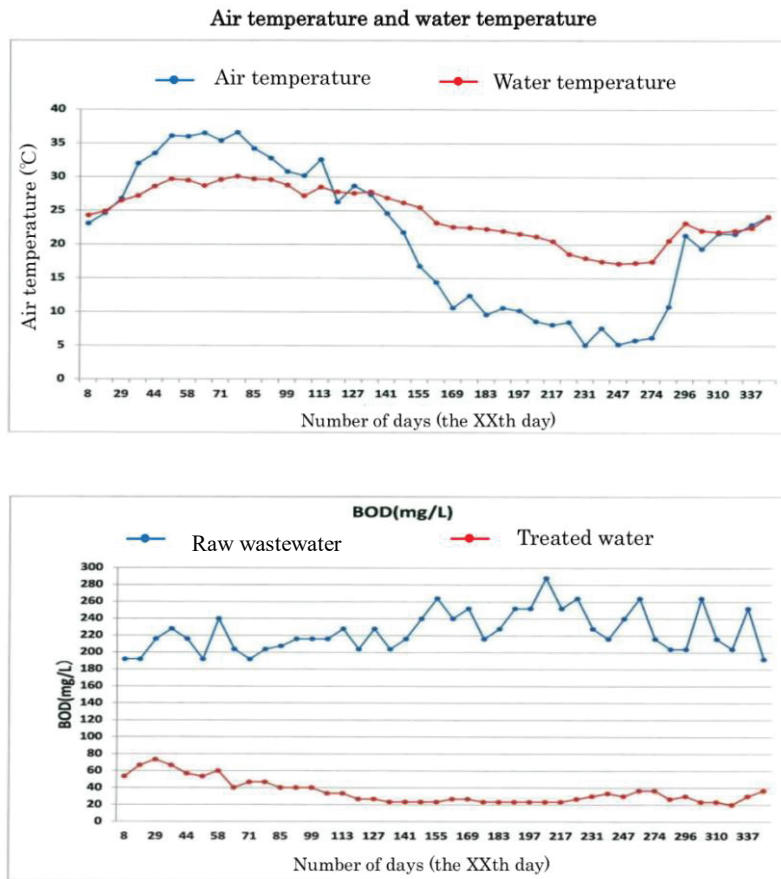 Air temperature and water temperature
Air temperature
Water temperature
Air temperature (℃)
40
35
30
25
20
15
10
5
0
8 29 44 58 71 85 99 113 127 141 155 169 183 197 217 231 247 274 296 310 337
Number of days (the XXth day)
BOD(mg/L)
Raw wastewater
Treated water
BOD(mg/L)
300
280
260
240
220
200
180
160
140
120
100
80
60
40
20
0
8 29 44 58 71 85 99 113 127 141 155 169 183 197 217 231 247 274 296 310 337
Number of days (the XXth day)